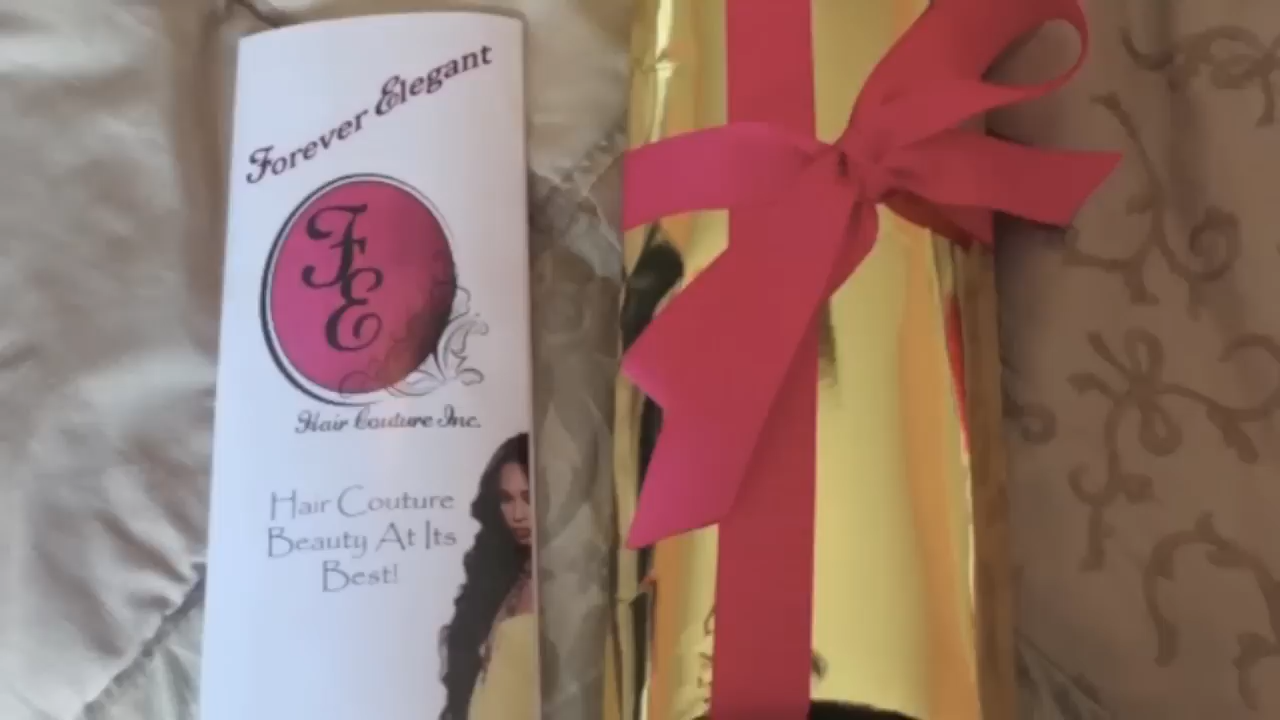 Forever Elegant
FE
Hair Couture Inc.
Hair Couture
Beauty At Its
Best!